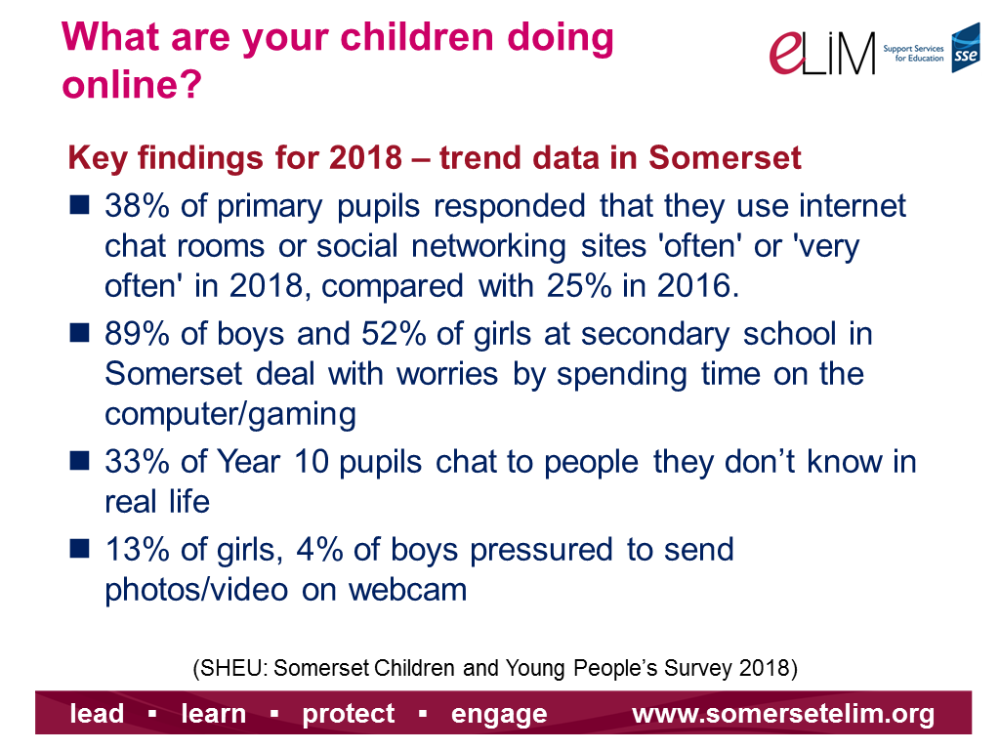 What are your children doing
online?
eLiM
Support Services
for Education
sse
Key findings for 2018 – trend data in Somerset
■ 38% of primary pupils responded that they use internet
chat rooms or social networking sites 'often' or 'very
often' in 2018, compared with 25% in 2016.
■ 89% of boys and 52% of girls at secondary school in
Somerset deal with worries by spending time on the
computer/gaming
■ 33% of Year 10 pupils chat to people they don’t know in
real life
■ 13% of girls, 4% of boys pressured to send
photos/video on webcam
(SHEU: Somerset Children and Young People’s Survey 2018)
lead ▪ learn ▪ protect ▪ engage www.somersetelim.org